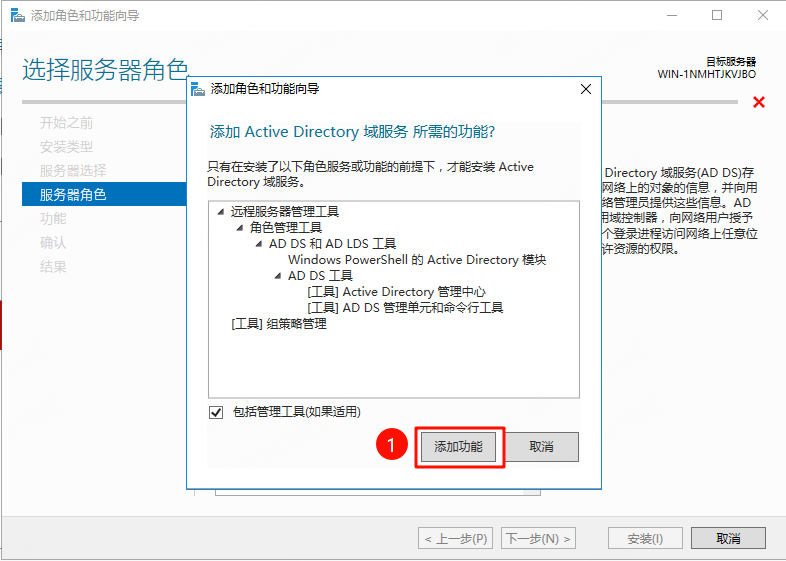 添加角色和功能向导
选择服务器角色
目标服务器
WIN-1NMHTJKVJBO
开始之前
安装类型
服务器选择
服务器角色
功能
确认
结果
添加角色和功能向导
添加 Active Directory 域服务 所需的功能?
只有在安装了以下角色服务或功能的前提下，才能安装 Active
Directory 域服务。
远程服务器管理工具
角色管理工具
AD DS 和 AD LDS 工具
Windows PowerShell 的 Active Directory 模块
AD DS 工具
[工具] Active Directory 管理中心
[工具] AD DS 管理单元和命令行工具
[工具] 组策略管理
包括管理工具(如果适用)
1
添加功能
取消
Directory 域服务(AD DS)存
网络上的对象的信息，并向用
络管理员提供这些信息。AD
用域控制器，向网络用户授予
个登录进程访问网络上任意位
许资源的权限。
< 上一步(P)
下一步(N) >
安装(I)
取消